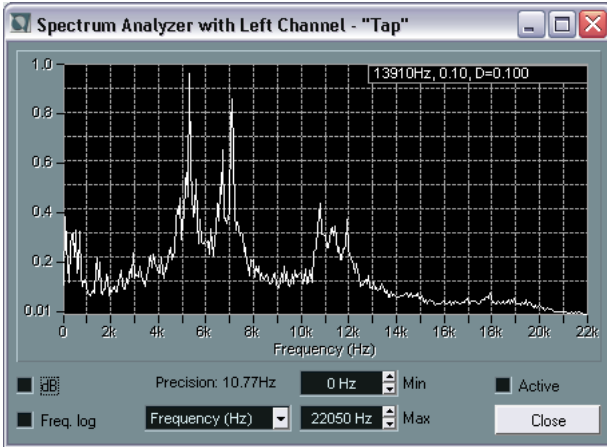 Spectrum Analyzer with Left Channel - "Tap"
13910Hz, 0.10, D=0.100
1.0
0.8
0.6
0.4
0.2
0.01
0 2k 4k 6k 8k 10k 12k 14k 16k 18k 20k 22k
Frequency (Hz)
dB Precision: 10.77Hz 0 Hz Min Active
Freq. log Frequency (Hz) 22050 Hz Max Close